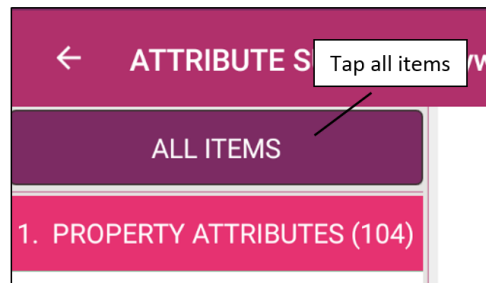 ATTRIBUTE S
Tap all items
ALL ITEMS
1. PROPERTY ATTRIBUTES (104)